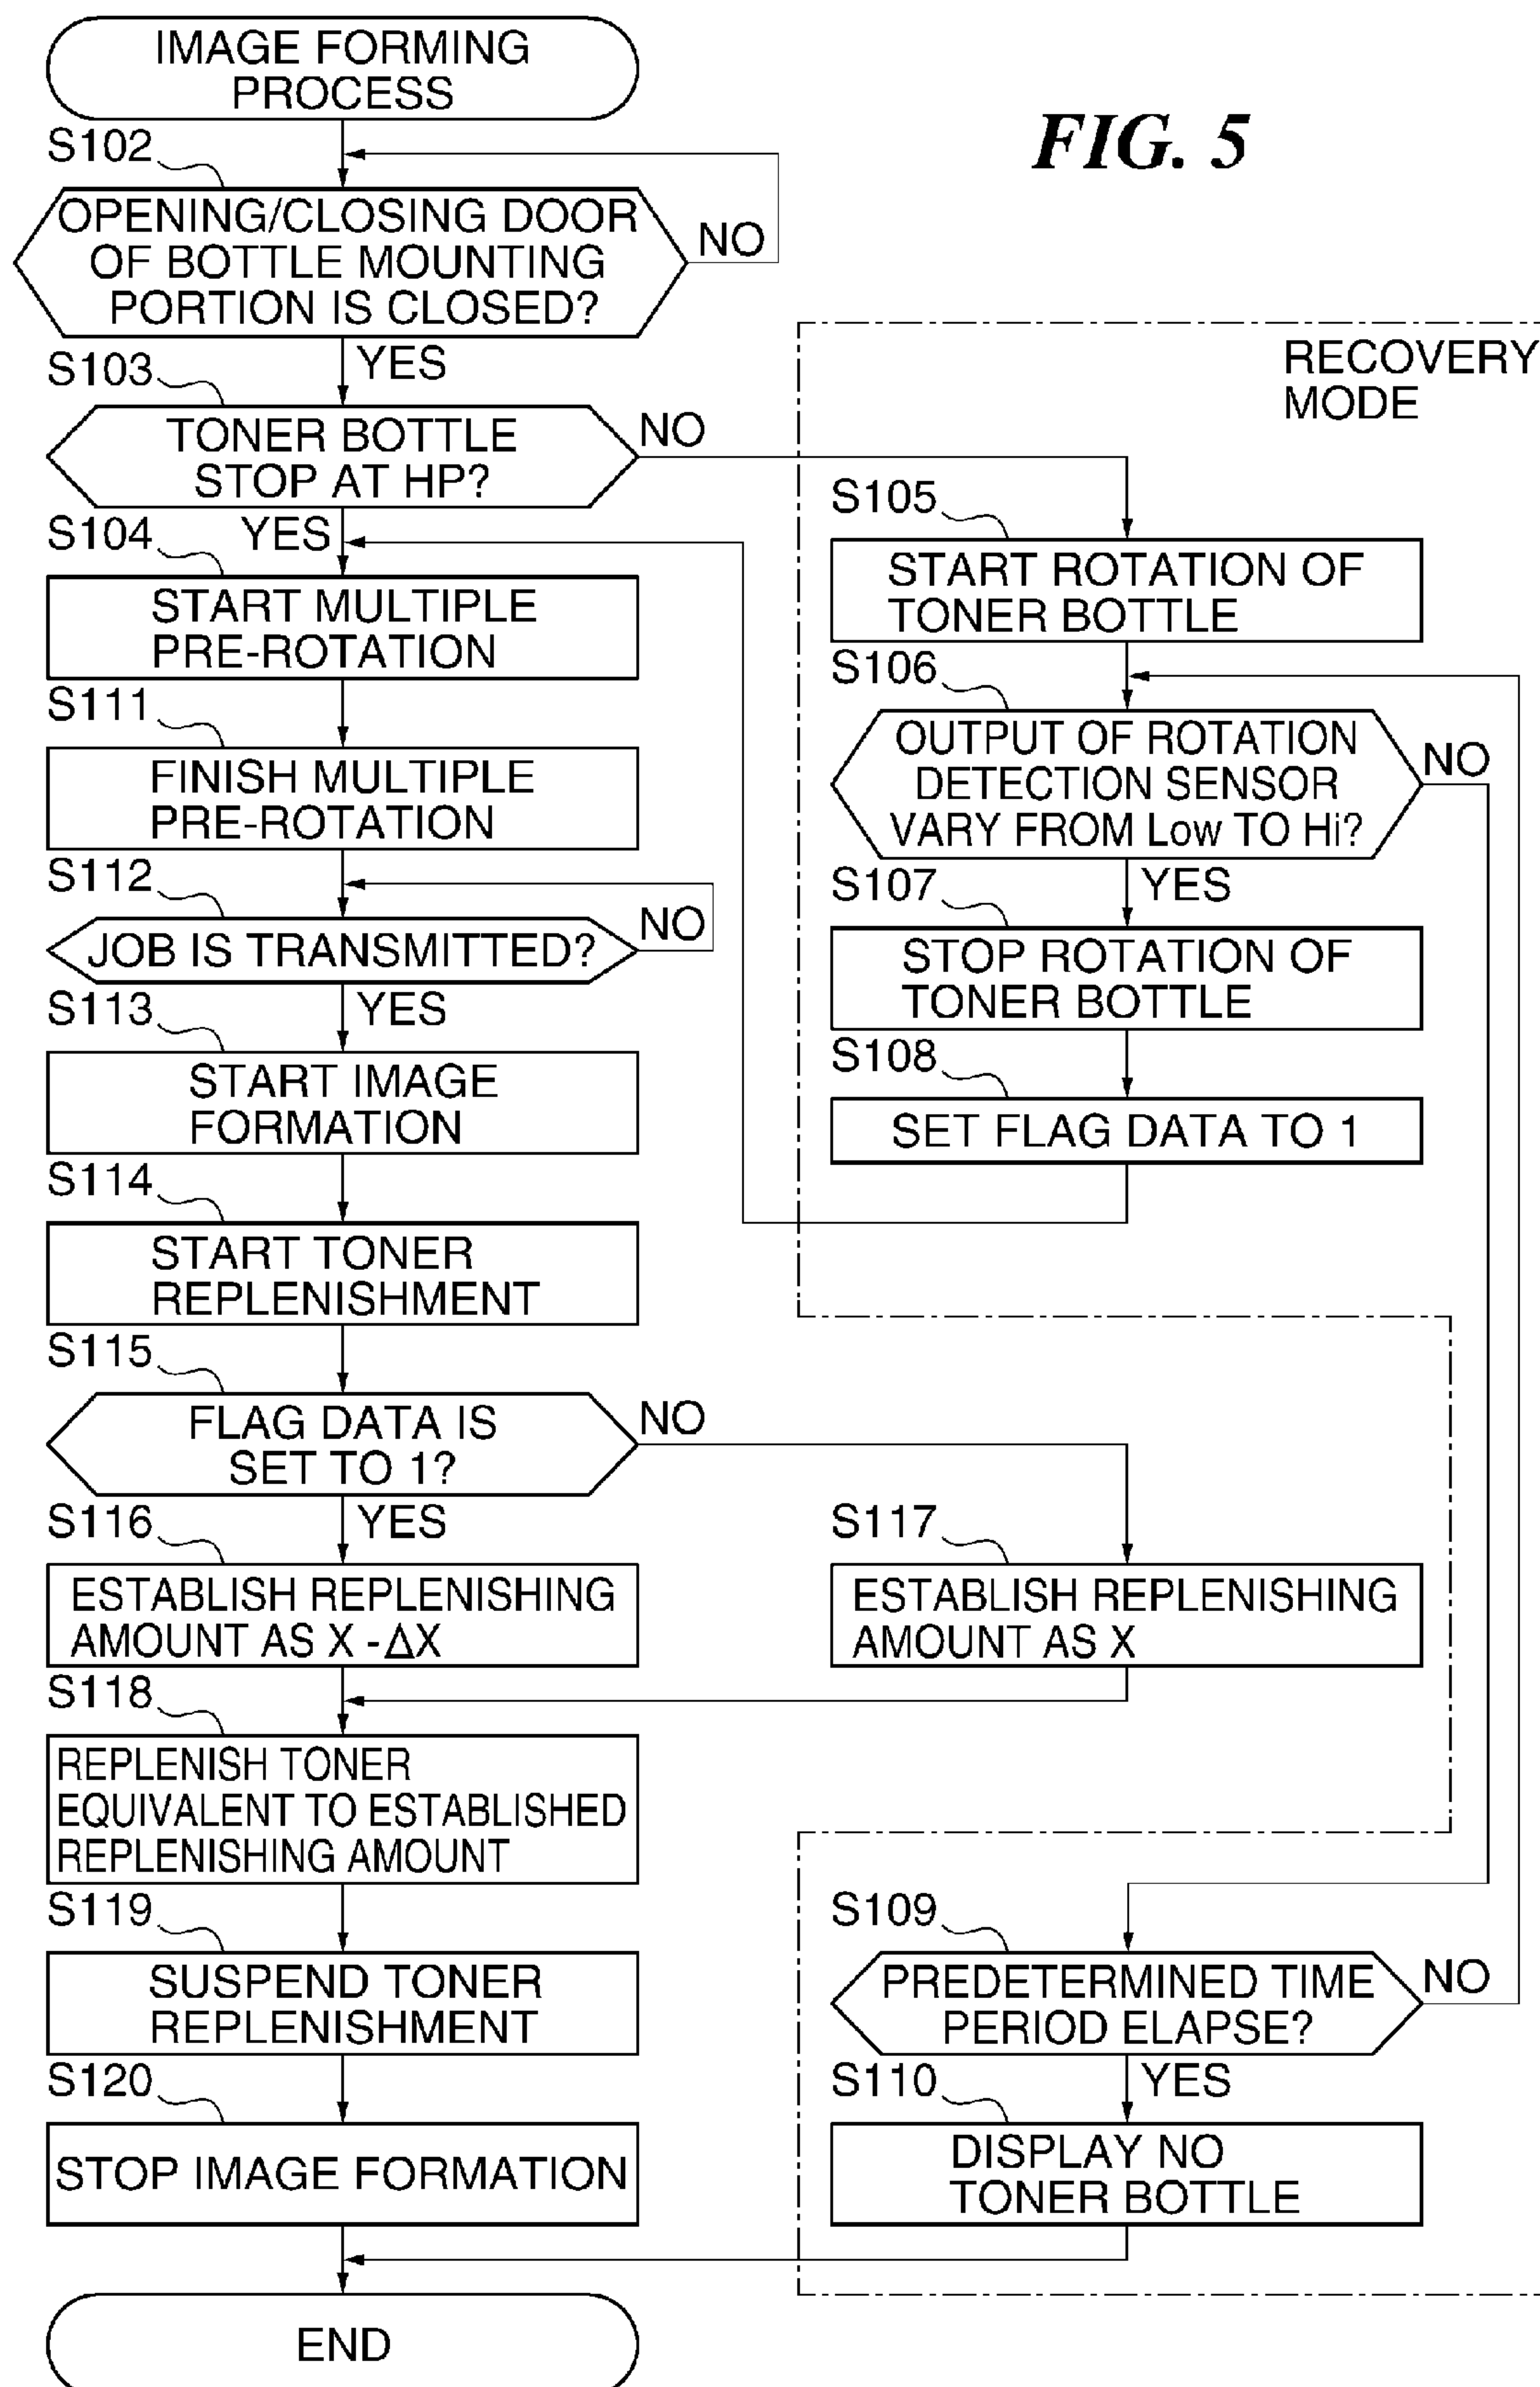 IMAGE FORMING
PROCESS
FIG. 5
S102
OPENING/CLOSING DOOR
OF BOTTLE MOUNTING
PORTION IS CLOSED?
NO
YES
S103
TONER BOTTLE
STOP AT HP?
NO
YES
RECOVERY
MODE
S104
START MULTIPLE
PRE-ROTATION
S105
START ROTATION OF
TONER BOTTLE
S106
OUTPUT OF ROTATION
DETECTION SENSOR
VARY FROM Low TO Hi?
NO
YES
S107
STOP ROTATION OF
TONER BOTTLE
S108
SET FLAG DATA TO 1
S111
FINISH MULTIPLE
PRE-ROTATION
S112
JOB IS TRANSMITTED?
NO
YES
S113
START IMAGE
FORMATION
S114
START TONER
REPLENISHMENT
S115
FLAG DATA IS
SET TO 1?
NO
YES
S116
ESTABLISH REPLENISHING
AMOUNT AS X -ΔX
S117
ESTABLISH REPLENISHING
AMOUNT AS X
S118
REPLENISH TONER
EQUIVALENT TO ESTABLISHED
REPLENISHING AMOUNT
S119
SUSPEND TONER
REPLENISHMENT
S109
PREDETERMINED TIME
PERIOD ELAPSE?
NO
YES
S110
DISPLAY NO
TONER BOTTLE
S120
STOP IMAGE FORMATION
END